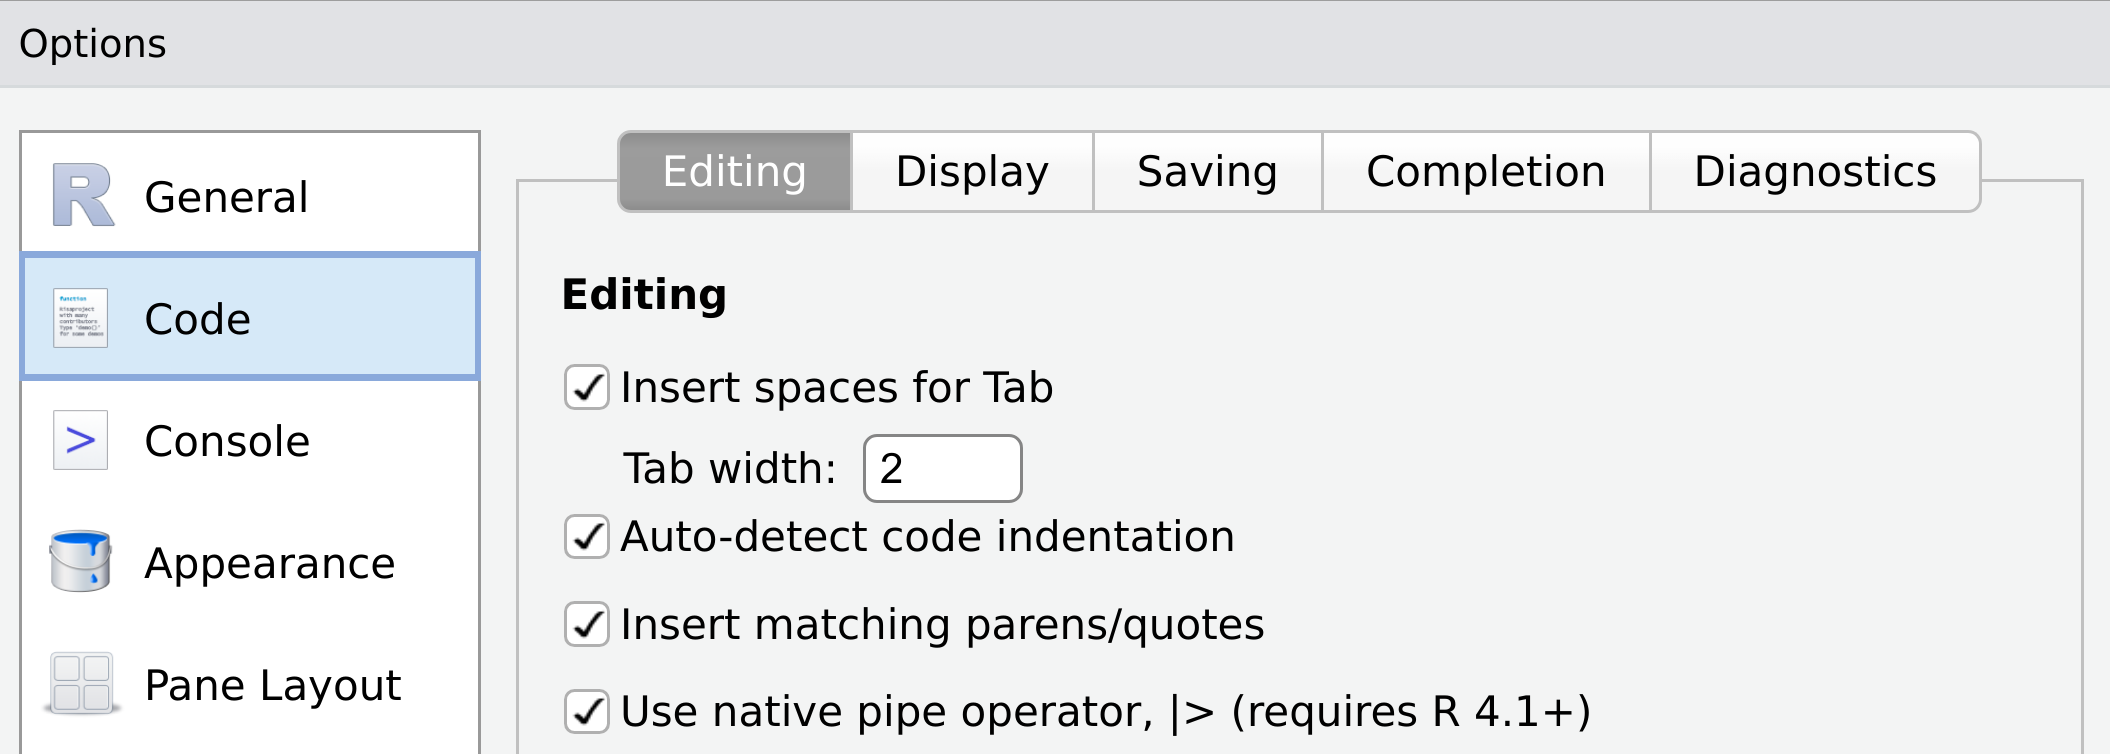 Options
General
Code
Console
Appearance
Pane Layout
Editing Display Saving Completion Diagnostics
Editing
Insert spaces for Tab
Tab width: 2
Auto-detect code indentation
Insert matching parens/quotes
Use native pipe operator, |> (requires R 4.1+)